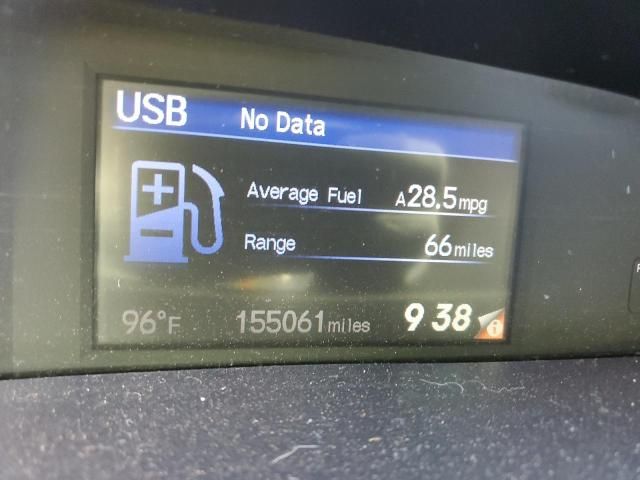 USB No Data
Average Fuel A28.5mpg
Range 66miles
96°F 155061miles 9 38 i